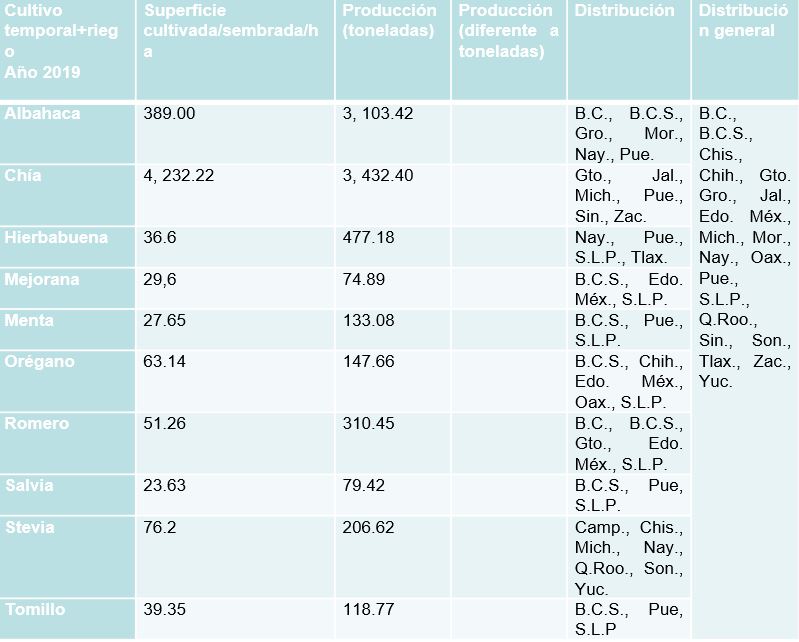 Cultivo
temporal+rieg
o
Año 2019
Superficie
cultivada/sembrada/h
a
Producción
(toneladas)
Producción
(diferente a
toneladas)
Distribución
Distribució
n general
Albahaca
389.00
3, 103.42
B.C., B.C.S.,
Gro., Mor.,
Nay., Pue.
B.C.,
B.C.S.,
Chis.,
Chih., Gto.
Gro., Jal.,
Edo. Méx.,
Mich., Mor.,
Nay., Oax.,
Pue.,
S.L.P.,
Q.Roo.,
Sin., Son.,
Tlax., Zac.,
Yuc.
Chía
4, 232.22
3, 432.40
Gto., Jal.,
Mich., Pue.,
Sin., Zac.
Hierbabuena
36.6
477.18
Nay., Pue.,
S.L.P., Tlax.
Mejorana
29,6
74.89
B.C.S., Edo.
Méx., S.L.P.
Menta
27.65
133.08
B.C.S., Pue.,
S.L.P.
Orégano
63.14
147.66
B.C.S., Chih.,
Edo. Méx.,
Oax., S.L.P.
Romero
51.26
310.45
B.C., B.C.S.,
Gto., Edo.
Méx., S.L.P.
Salvia
23.63
79.42
B.C.S., Pue,
S.L.P.
Stevia
76.2
206.62
Camp., Chis.,
Mich., Nay.,
Q.Roo., Son.,
Yuc.
Tomillo
39.35
118.77
B.C.S., Pue,
S.L.P